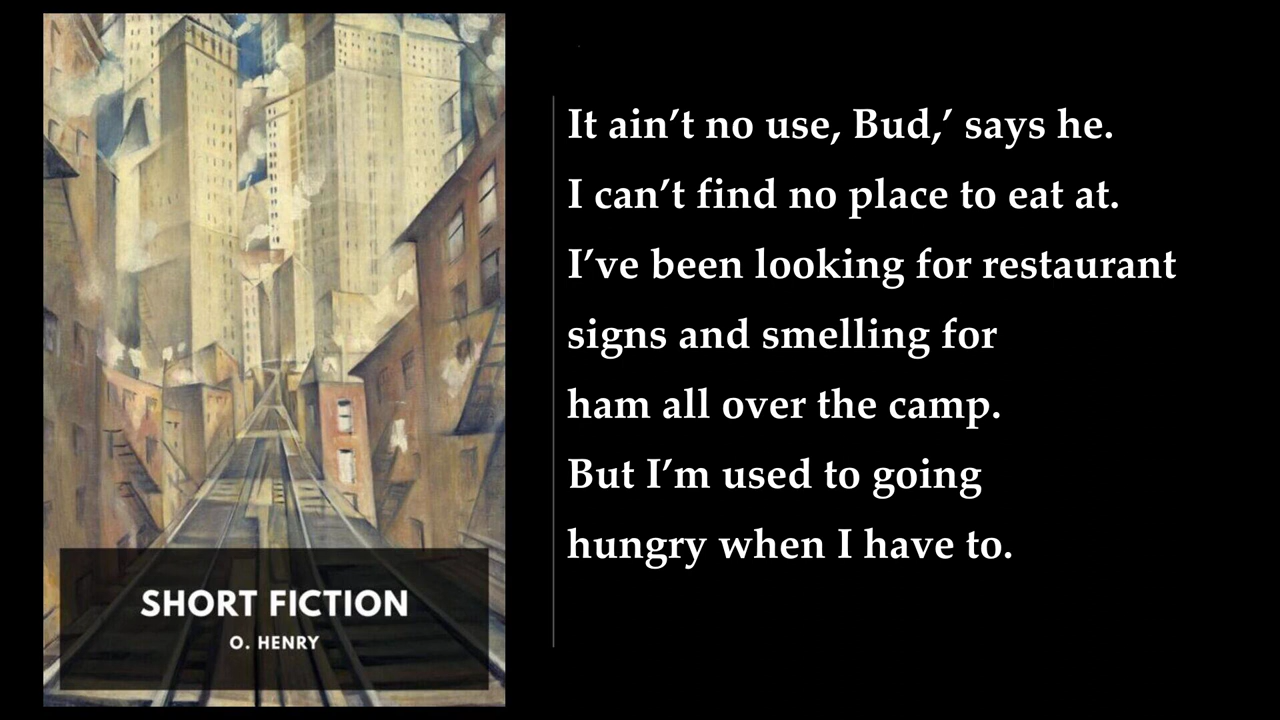 SHORT FICTION
O. HENRY
It ain’t no use, Bud,’ says he.
I can’t find no place to eat at.
I’ve been looking for restaurant
signs and smelling for
ham all over the camp.
But I’m used to going
hungry when I have to.